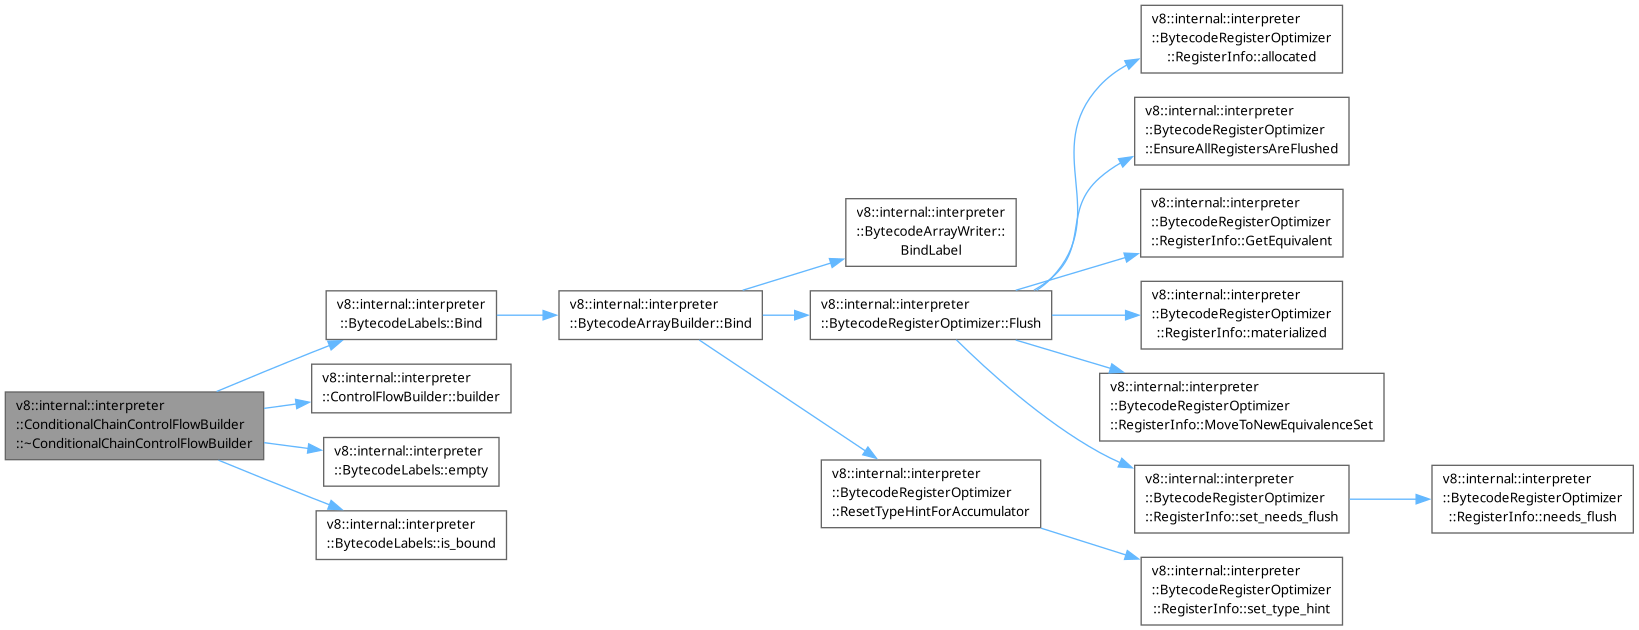 v8::internal::interpreter
::ConditionalChainControlFlowBuilder
::~ConditionalChainControlFlowBuilder
v8::internal::interpreter
::BytecodeLabels::Bind
v8::internal::interpreter
::ControlFlowBuilder::builder
v8::internal::interpreter
::BytecodeLabels::empty
v8::internal::interpreter
::BytecodeLabels::is_bound
v8::internal::interpreter
::BytecodeArrayBuilder::Bind
v8::internal::interpreter
::BytecodeArrayWriter::
BindLabel
v8::internal::interpreter
::BytecodeRegisterOptimizer::Flush
v8::internal::interpreter
::BytecodeRegisterOptimizer
::ResetTypeHintForAccumulator
v8::internal::interpreter
::BytecodeRegisterOptimizer
::RegisterInfo::allocated
v8::internal::interpreter
::BytecodeRegisterOptimizer
::EnsureAllRegistersAreFlushed
v8::internal::interpreter
::BytecodeRegisterOptimizer
::RegisterInfo::GetEquivalent
v8::internal::interpreter
::BytecodeRegisterOptimizer
::RegisterInfo::materialized
v8::internal::interpreter
::BytecodeRegisterOptimizer
::RegisterInfo::MoveToNewEquivalenceSet
v8::internal::interpreter
::BytecodeRegisterOptimizer
::RegisterInfo::set_needs_flush
v8::internal::interpreter
::BytecodeRegisterOptimizer
::RegisterInfo::needs_flush
v8::internal::interpreter
::BytecodeRegisterOptimizer
::RegisterInfo::set_type_hint